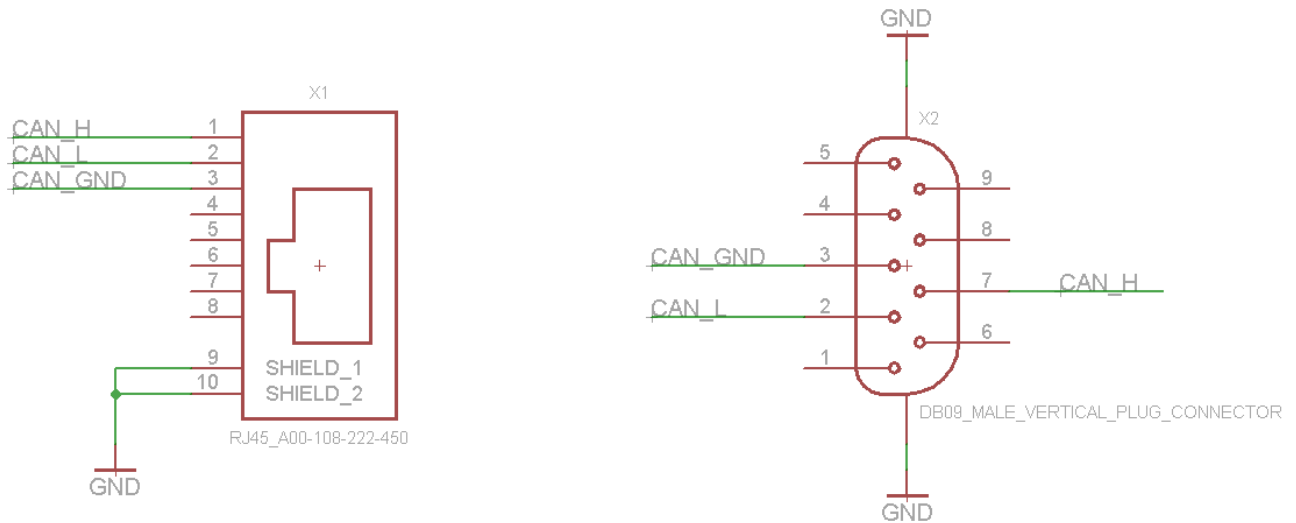 X1
CAN_H
1
CAN_L
2
CAN_GND
3
4
5
6
7
8
9
SHIELD_1
10
SHIELD_2
RJ45_A00-108-222-450
GND
GND
X2
5
9
4
8
CAN_GND
3
7
CAN_H
CAN_L
2
6
1
DB09_MALE_VERTICAL_PLUG_CONNECTOR
GND